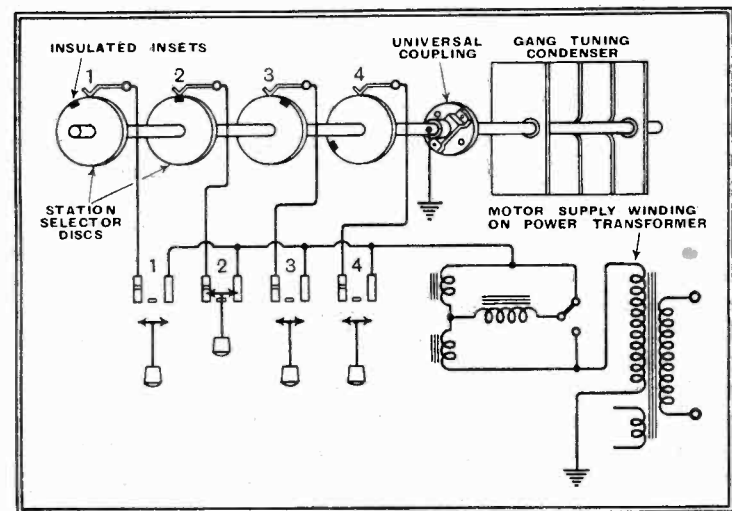 INSULATED INSETS
UNIVERSAL
COUPLING
GANG TUNING
CONDENSER
1
2
3
4
STATION
SELECTOR
DISCS
MOTOR SUPPLY WINDING
ON POWER TRANSFORMER
1
2
3
4